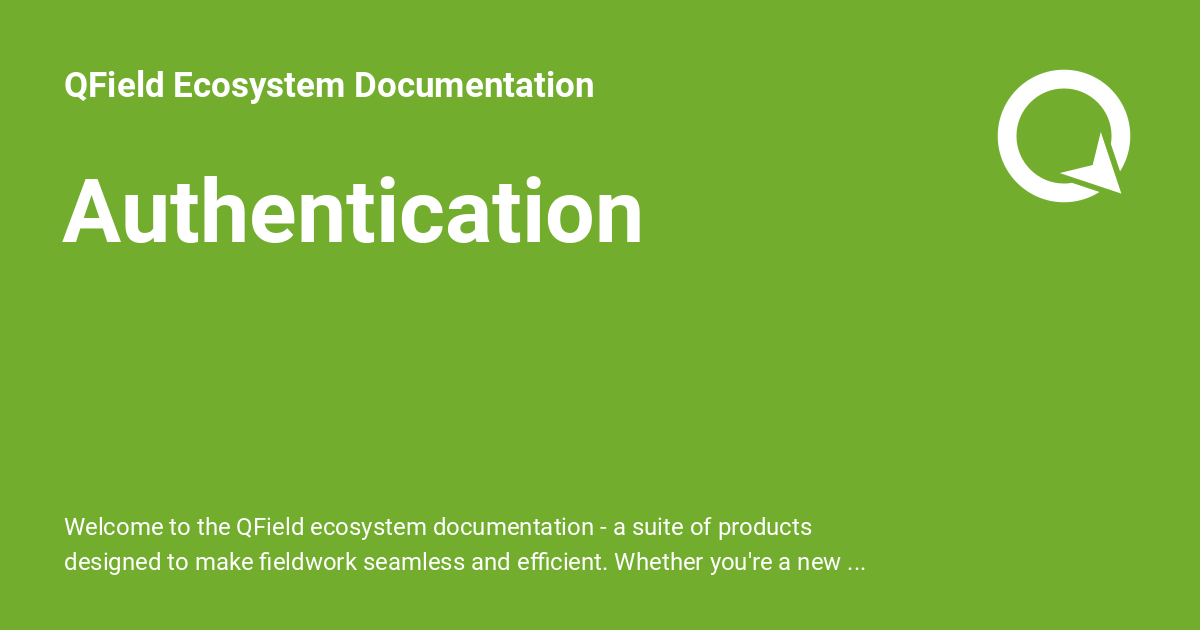 QField Ecosystem Documentation
Authentication
Welcome to the QField ecosystem documentation - a suite of products
designed to make fieldwork seamless and efficient. Whether you're a new ...